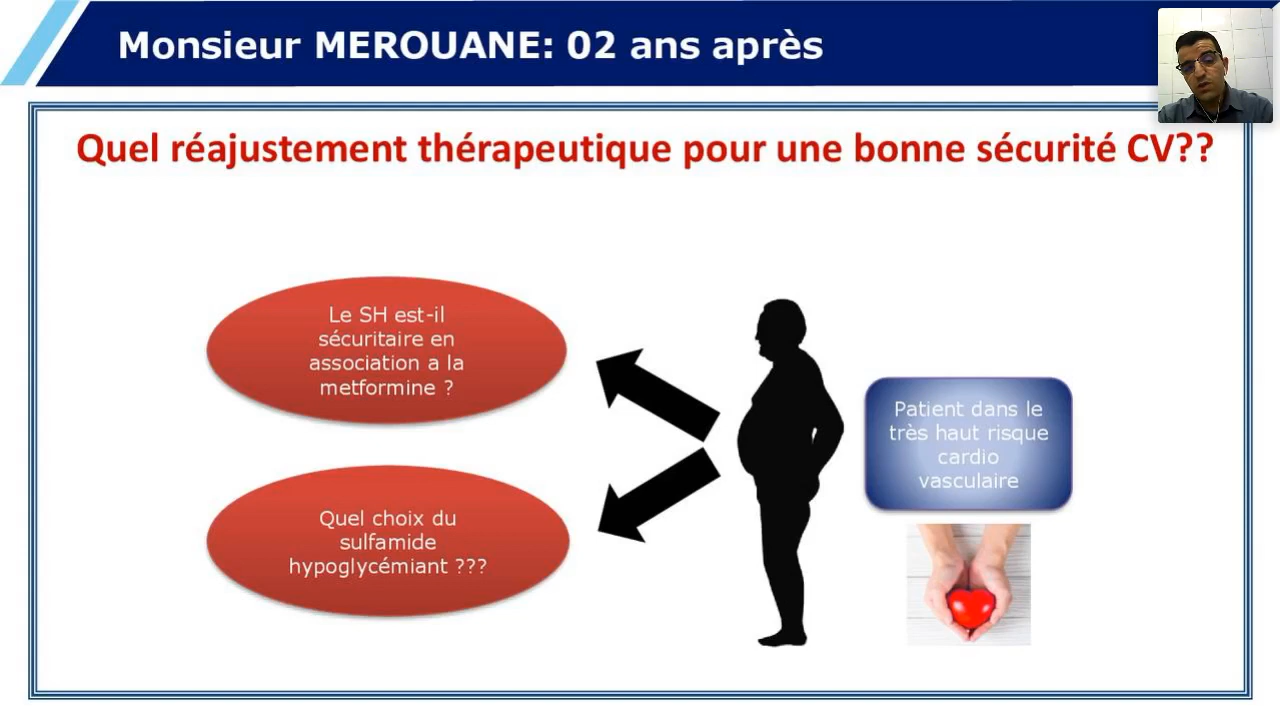 Monsieur MEROUANE: 02 ans après
Quel réajustement thérapeutique pour une bonne sécurité CV??
Le SH est-il
sécuritaire en
association a la
metformine ?
Quel choix du
sulfamide
hypoglycémiant ???
Patient dans le
très haut risque
cardio
vasculaire